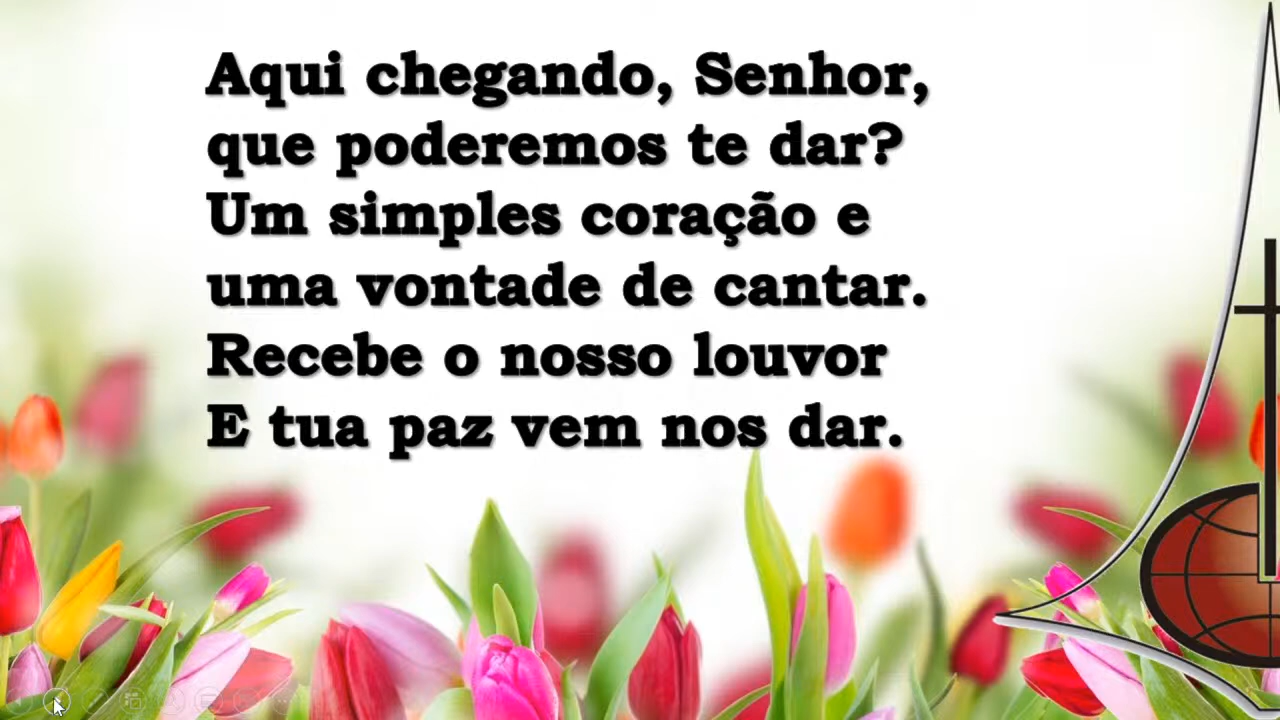 Aqui chegando, Senhor,
que poderemos te dar?
Um simples coração e
uma vontade de cantar.
Recebe o nosso louvor
E tua paz vem nos dar.